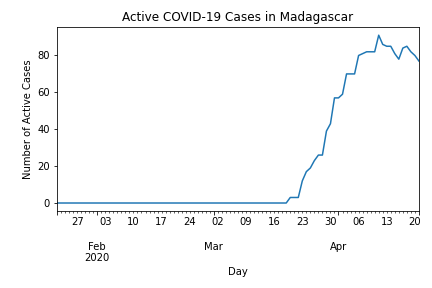 Active COVID-19 Cases in Madagascar
Number of Active Cases
80
60
40
20
0
27 03 10 17 24 02 09 16 23 30 06 13 20
Feb Mar Apr
2020
Day